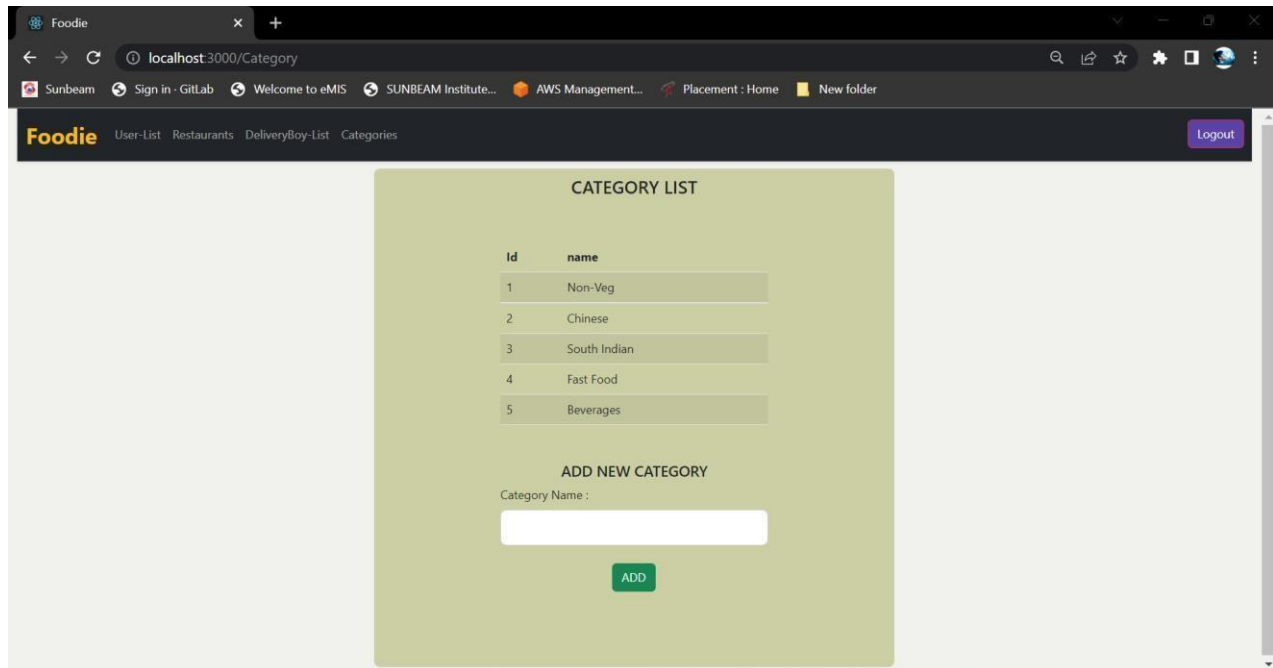 Foodie
localhost:3000/Category
Sunbeam Sign in · GitLab Welcome to eMIS SUNBEAM Institute... AWS Management... Placement : Home New folder
Foodie User-List Restaurants DeliveryBoy-List Categories Logout
CATEGORY LIST
Id name
1 Non-Veg
2 Chinese
3 South Indian
4 Fast Food
5 Beverages
ADD NEW CATEGORY
Category Name :
ADD